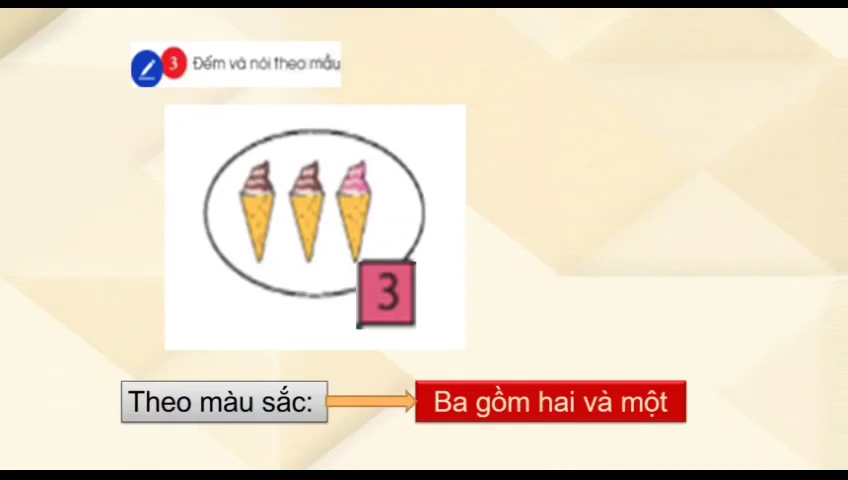 3 Đếm và nói theo mẫu
3
Theo màu sắc:
Ba gồm hai và một